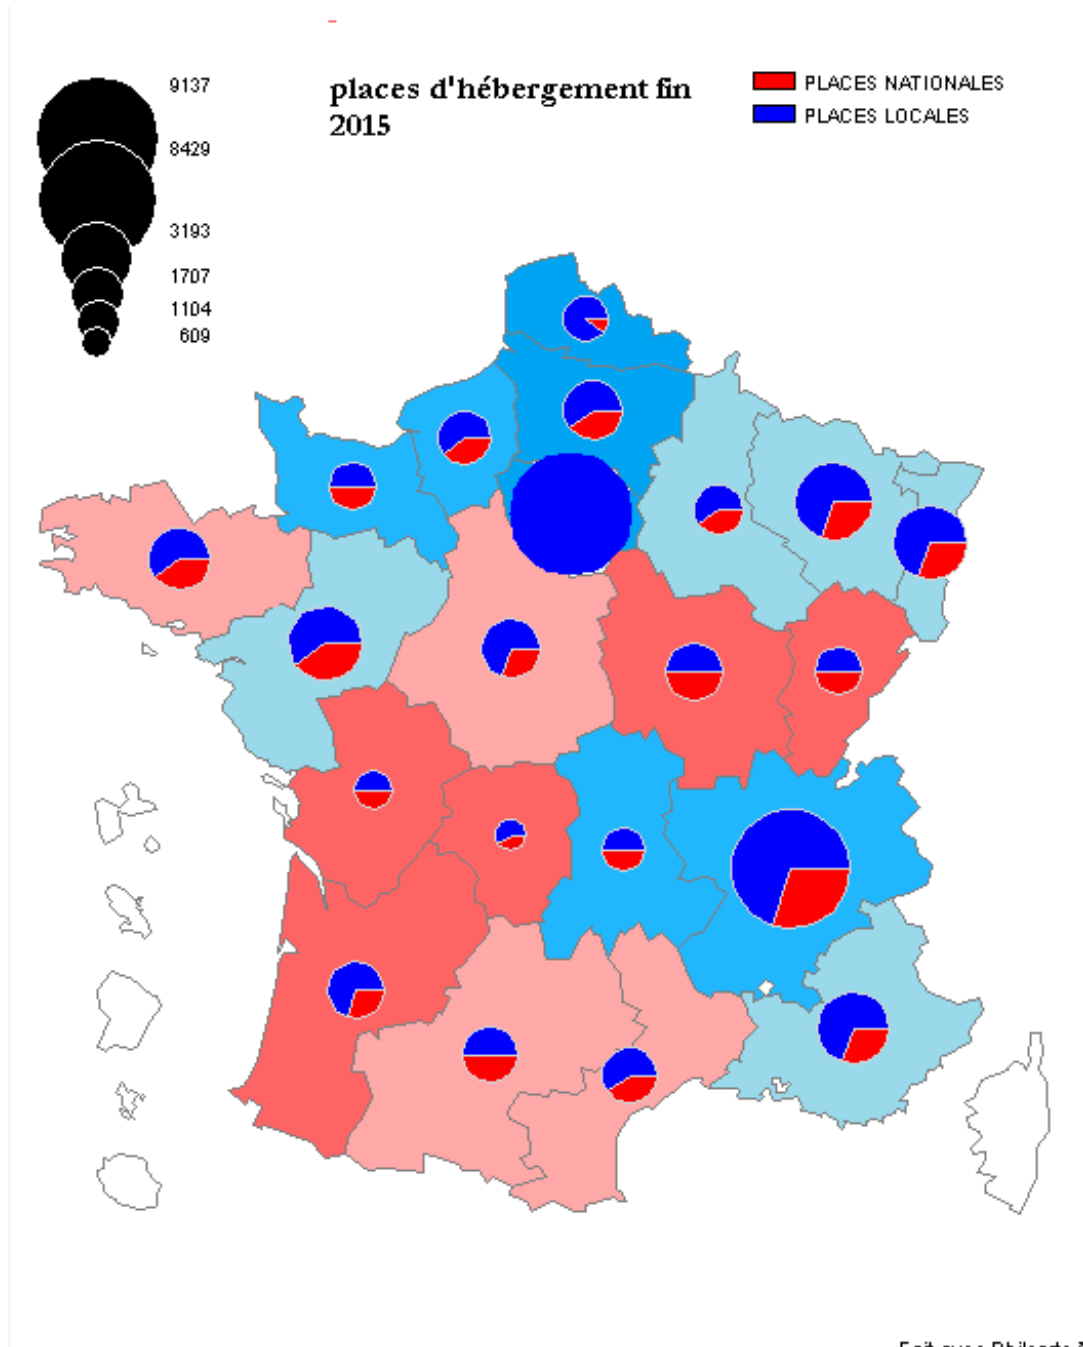 places d'hébergement fin
2015
PLACES NATIONALES
PLACES LOCALES
9137
8429
3193
1707
1104
609